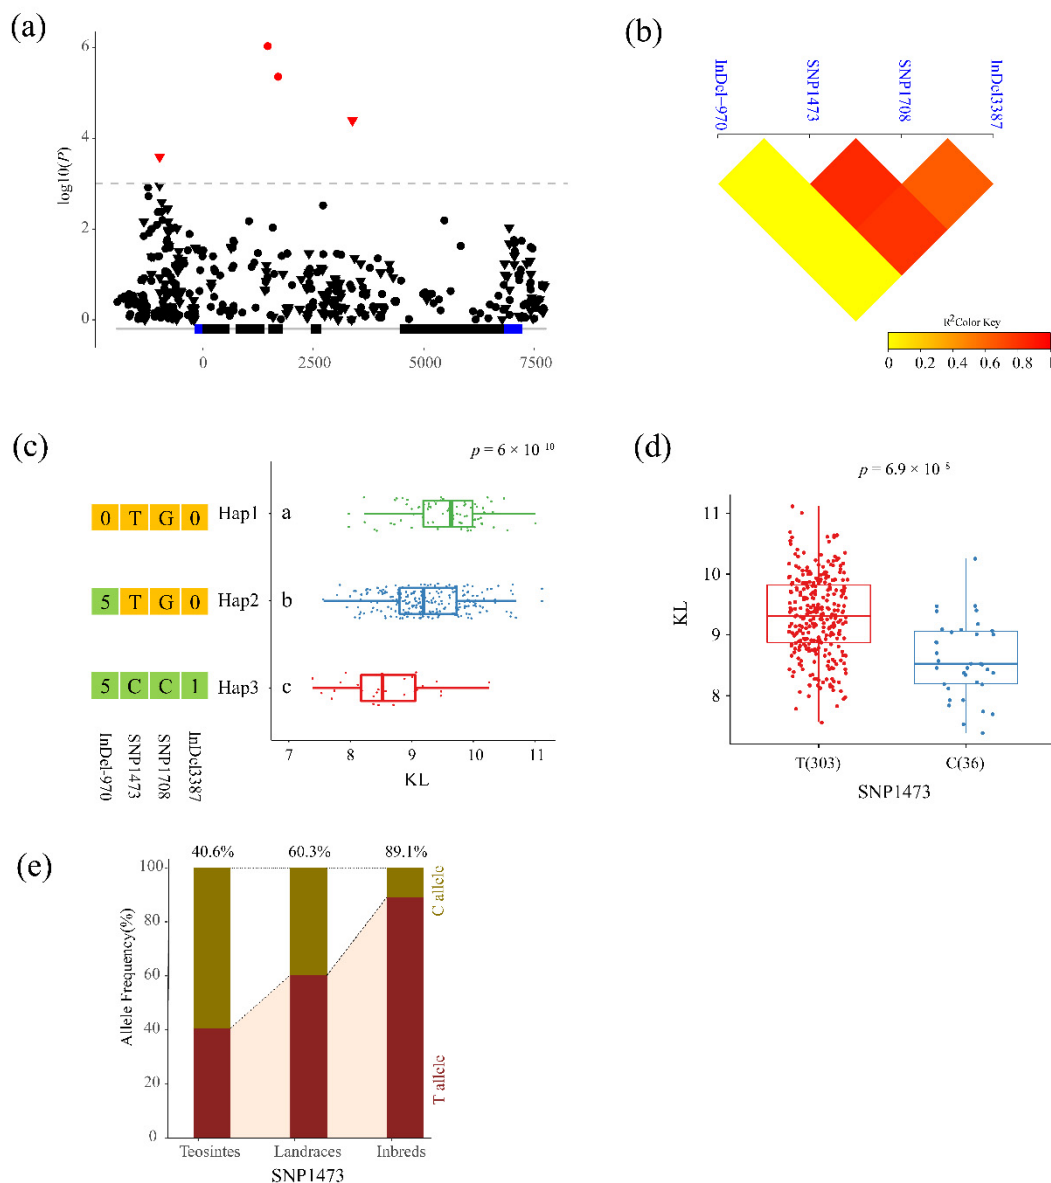 (a)
6
4
2
0
log10(P)
0
2500
5000
7500
(b)
InDel-970
SNP1473
SNP1708
InDel3387
R2Color Key
0
0.2
0.4
0.6
0.8
1
(c)
p = 6 × 10 10
0 T G 0
Hap1
a
5 T G 0
Hap2
b
5 C C 1
Hap3
c
InDel-970
SNP1473
SNP1708
InDel3387
7
8
9
10
11
KL
(d)
p = 6.9 × 10
11
10
9
8
KL
T(303)
C(36)
SNP1473
(e)
40.6%
60.3%
89.1%
100
80
60
40
20
0
Allele Frequency(%)
C allele
T allele
Teosintes
Landraces
Inbreds
SNP1473